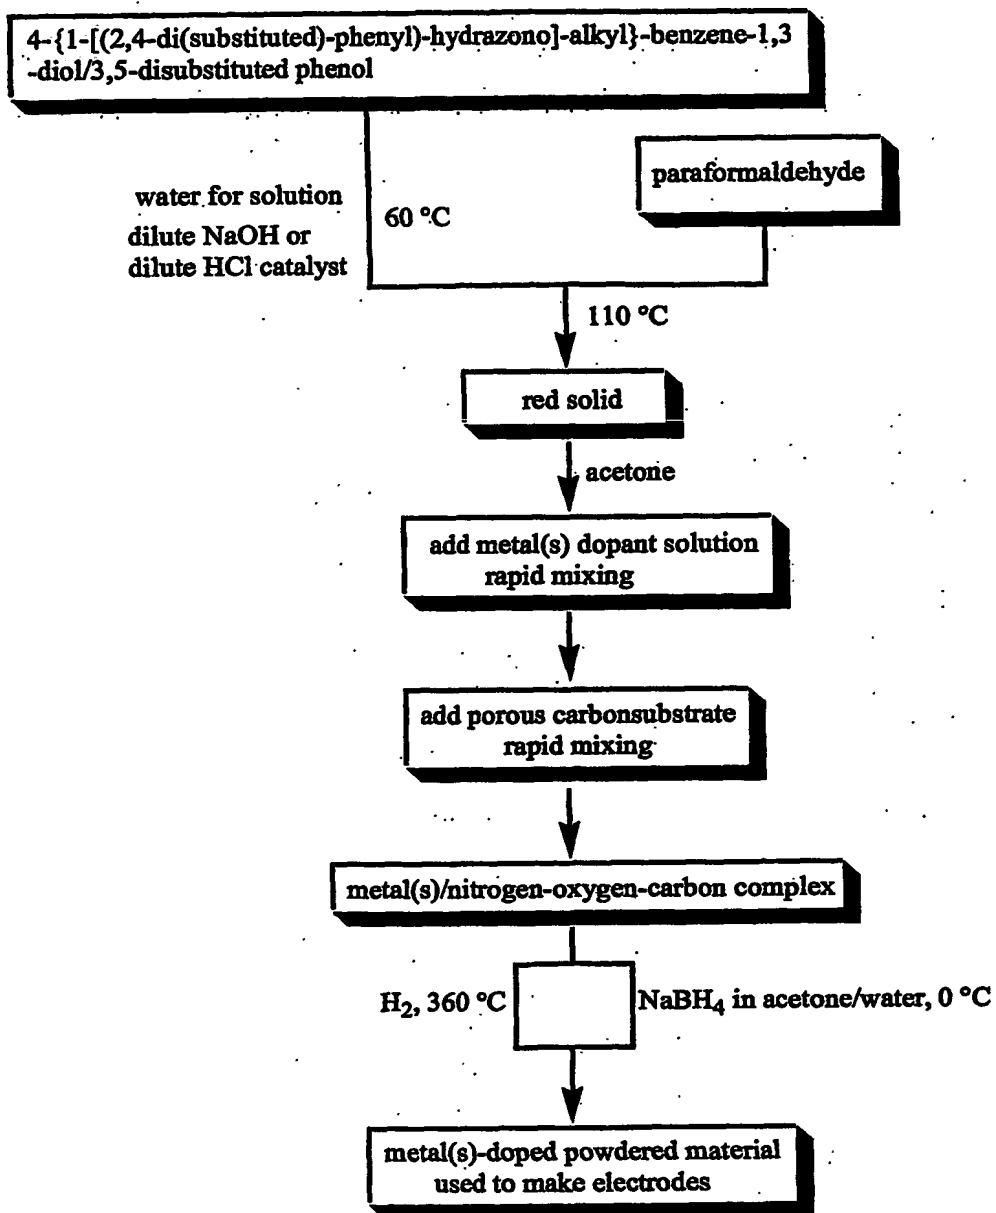 4-{1-[(2,4-di(substituted)-phenyl)-hydrazono]-alkyl}-benzene-1,3
-diol/3,5-disubstituted phenol
paraformaldehyde
water for solution
dilute NaOH or
dilute HCl catalyst
60 °C
110 °C
red solid
acetone
add metal(s) dopant solution
rapid mixing
add porous carbonsubstrate
rapid mixing
metal(s)/nitrogen-oxygen-carbon complex
H₂, 360 °C
NaBH₄ in acetone/water, 0 °C
metal(s)-doped powdered material
used to make electrodes